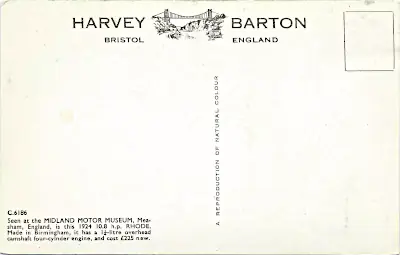 HARVEY BARTON
BRISTOL ENGLAND
A REPRODUCTION OF NATURAL COLOUR
C.6186
Seen at the MIDLAND MOTOR MUSEUM, Mea-
sham, England, is this 1924 10.8 h.p. RHODE.
Made in Birmingham, it has a 1¼-litre overhead
camshaft four-cylinder engine, and cost £225 new.